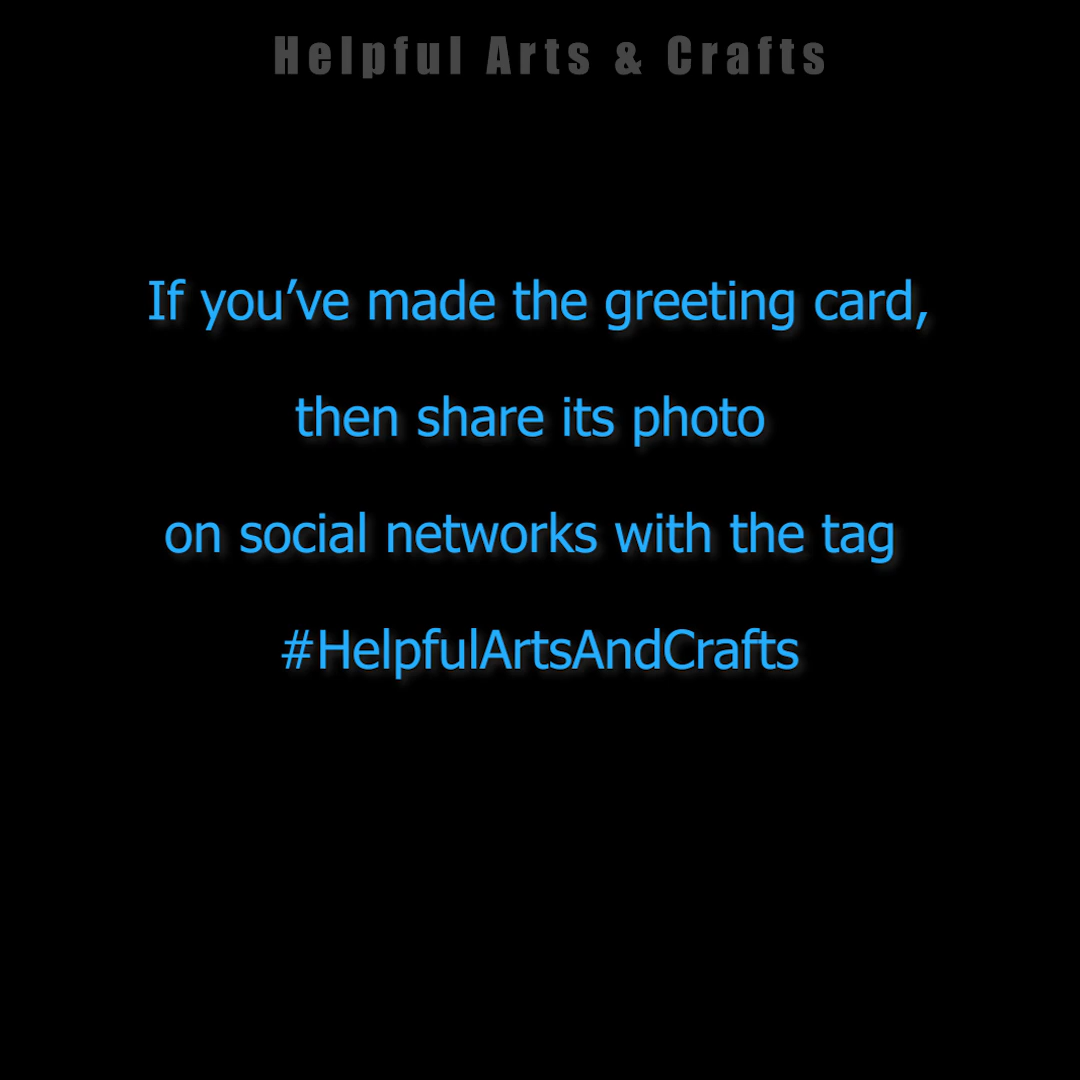 Helpful Arts & Crafts
If you’ve made the greeting card,
then share its photo
on social networks with the tag
#HelpfulArtsAndCrafts